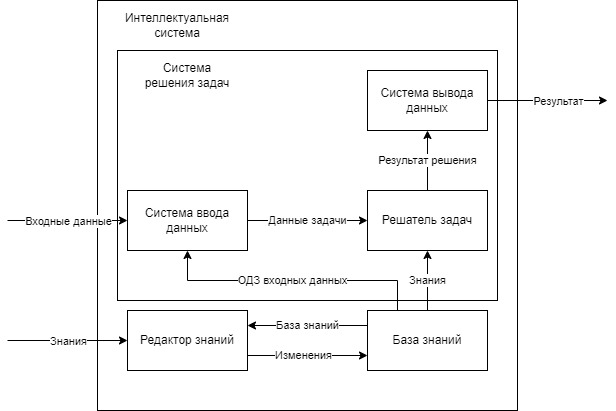 Интеллектуальная
система
Система
решения задач
Система вывода
данных
Результат
Результат решения
Входные данные
Система ввода
данных
Данные задачи
Решатель задач
ОДЗ входных данных
Знания
База знаний
Знания
Редактор знаний
Изменения
База знаний